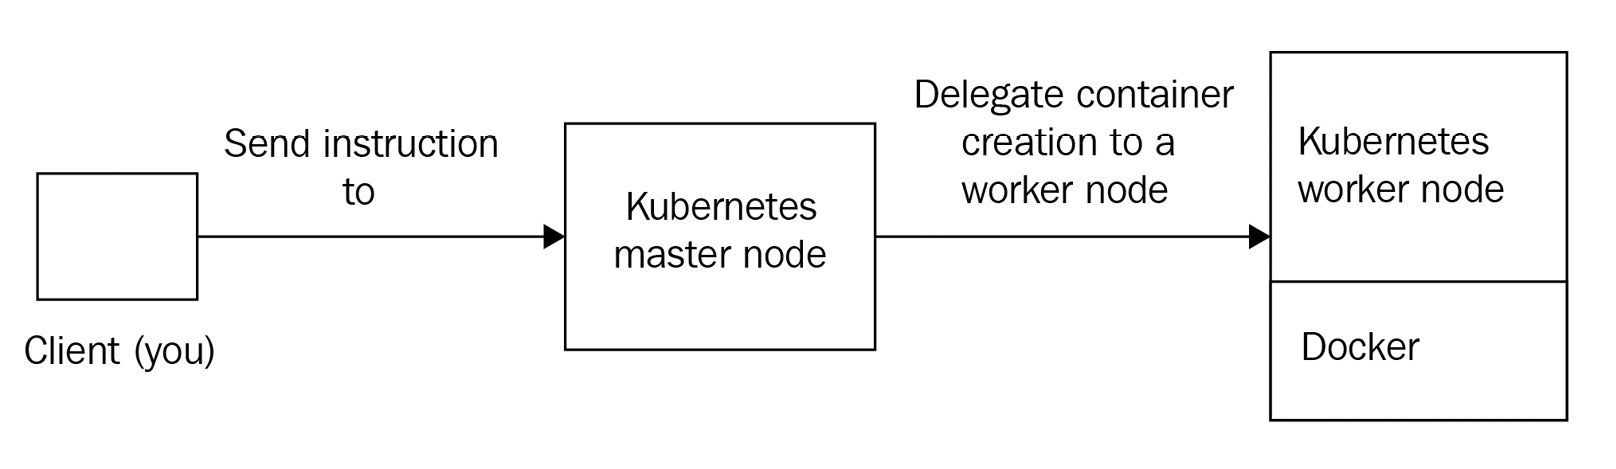 Send instruction
to
Client (you)
Kubernetes
master node
Delegate container
creation to a
worker node
Kubernetes
worker node
Docker